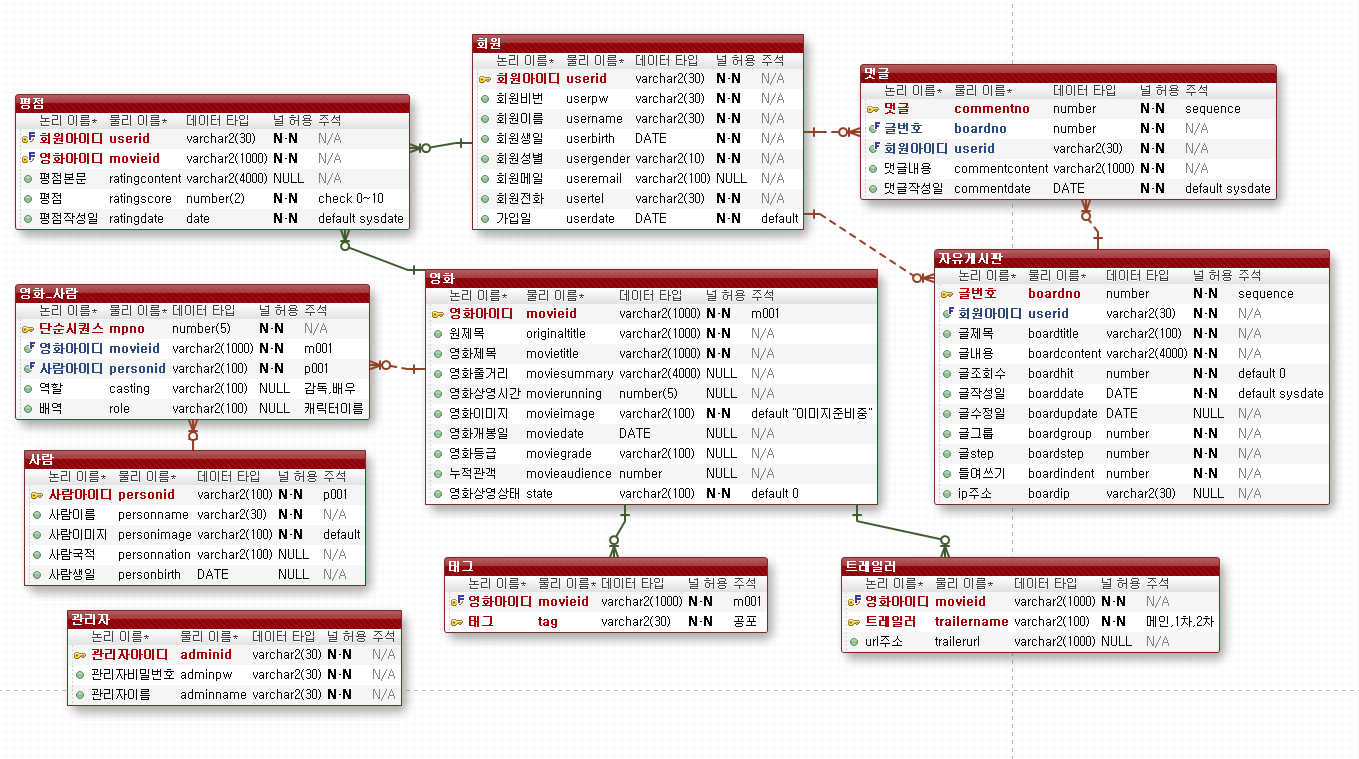 회원
논리 이름* 물리 이름* 데이터 타입 널 허용 주석
회원아이디 userid varchar2(30) N-N N/A
회원비번 userpw varchar2(30) N-N N/A
회원이름 username varchar2(30) N-N N/A
회원생일 userbirth DATE N-N N/A
회원성별 usergender varchar2(10) N-N N/A
회원메일 useremail varchar2(100) NULL N/A
회원전화 usertel varchar2(30) N-N N/A
가입일 userdate DATE N-N default
댓글
논리 이름* 물리 이름* 데이터 타입 널 허용 주석
댓글 commentno number N-N sequence
글번호 boardno number N-N N/A
회원아이디 userid varchar2(30) N-N N/A
댓글내용 commentcontent varchar2(1000) N-N N/A
댓글작성일 commentdate DATE N-N default sysdate
평점
논리 이름* 물리 이름* 데이터 타입 널 허용 주석
회원아이디 userid varchar2(30) N-N N/A
영화아이디 movieid varchar2(1000) N-N N/A
평점본문 ratingcontent varchar2(4000) NULL N/A
평점 ratingscore number(2) N-N check 0~10
평점작성일 ratingdate date N-N default sysdate
자유게시판
논리 이름* 물리 이름* 데이터 타입 널 허용 주석
글번호 boardno number N-N sequence
회원아이디 userid varchar2(30) N-N N/A
글제목 boardtitle varchar2(100) N-N N/A
글내용 boardcontent varchar2(4000) N-N N/A
글조회수 boardhit number N-N default 0
글작성일 boarddate DATE N-N default sysdate
글수정일 boardupdate DATE NULL N/A
글그룹 boardgroup number N-N N/A
글step boardstep number N-N N/A
들여쓰기 boardindent number N-N N/A
ip주소 boardip varchar2(30) NULL N/A
영화
논리 이름* 물리 이름* 데이터 타입 널 허용 주석
영화아이디 movieid varchar2(1000) N-N m001
원제목 originaltitle varchar2(1000) N-N N/A
영화제목 movietitle varchar2(1000) N-N N/A
영화줄거리 moviesummary varchar2(4000) NULL N/A
영화상영시간 movierunning number(5) NULL N/A
영화이미지 movieimage varchar2(100) N-N default "이미지준비중"
영화개봉일 moviedate DATE NULL N/A
영화등급 moviegrade varchar2(100) NULL N/A
누적관객 movieaudience number NULL N/A
영화상영상태 state varchar2(100) N-N default 0
영화_사람
논리 이름* 물리 이름* 데이터 타입 널 허용 주석
단순시퀀스 mpno number(5) N-N N/A
영화아이디 movieid varchar2(1000) N-N m001
사람아이디 personid varchar2(100) N-N p001
역할 casting varchar2(100) NULL 감독,배우
배역 role varchar2(100) NULL 캐릭터이름
사람
논리 이름* 물리 이름* 데이터 타입 널 허용 주석
사람아이디 personid varchar2(100) N-N p001
사람이름 personname varchar2(30) N-N N/A
사람이미지 personimage varchar2(100) N-N default
사람국적 personnation varchar2(100) NULL N/A
사람생일 personbirth DATE NULL N/A
태그
논리 이름* 물리 이름* 데이터 타입 널 허용 주석
영화아이디 movieid varchar2(1000) N-N m001
태그 tag varchar2(30) N-N 공포
트레일러
논리 이름* 물리 이름* 데이터 타입 널 허용 주석
영화아이디 movieid varchar2(1000) N-N N/A
트레일러 trailername varchar2(100) N-N 메인,1차,2차
url주소 trailerurl varchar2(1000) NULL N/A
관리자
논리 이름* 물리 이름* 데이터 타입 널 허용 주석
관리자아이디 adminid varchar2(30) N-N N/A
관리자비밀번호 adminpw varchar2(30) N-N N/A
관리자이름 adminname varchar2(30) N-N N/A